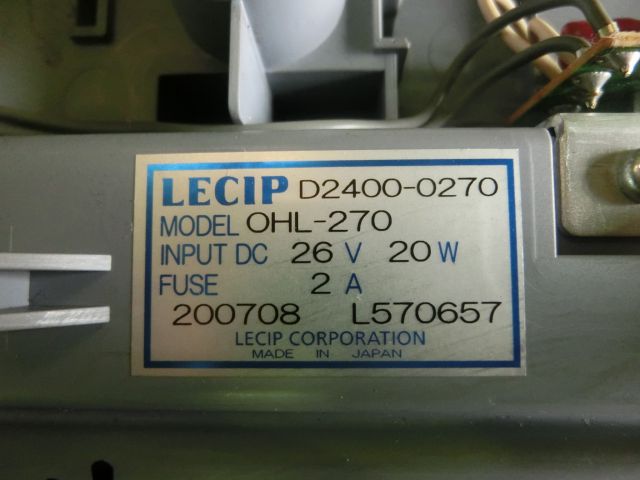 LECIP D2400-0270
MODEL OHL-270
INPUT DC 26 V 20 W
FUSE 2 A
200708 L570657
LECIP CORPORATION
MADE IN JAPAN